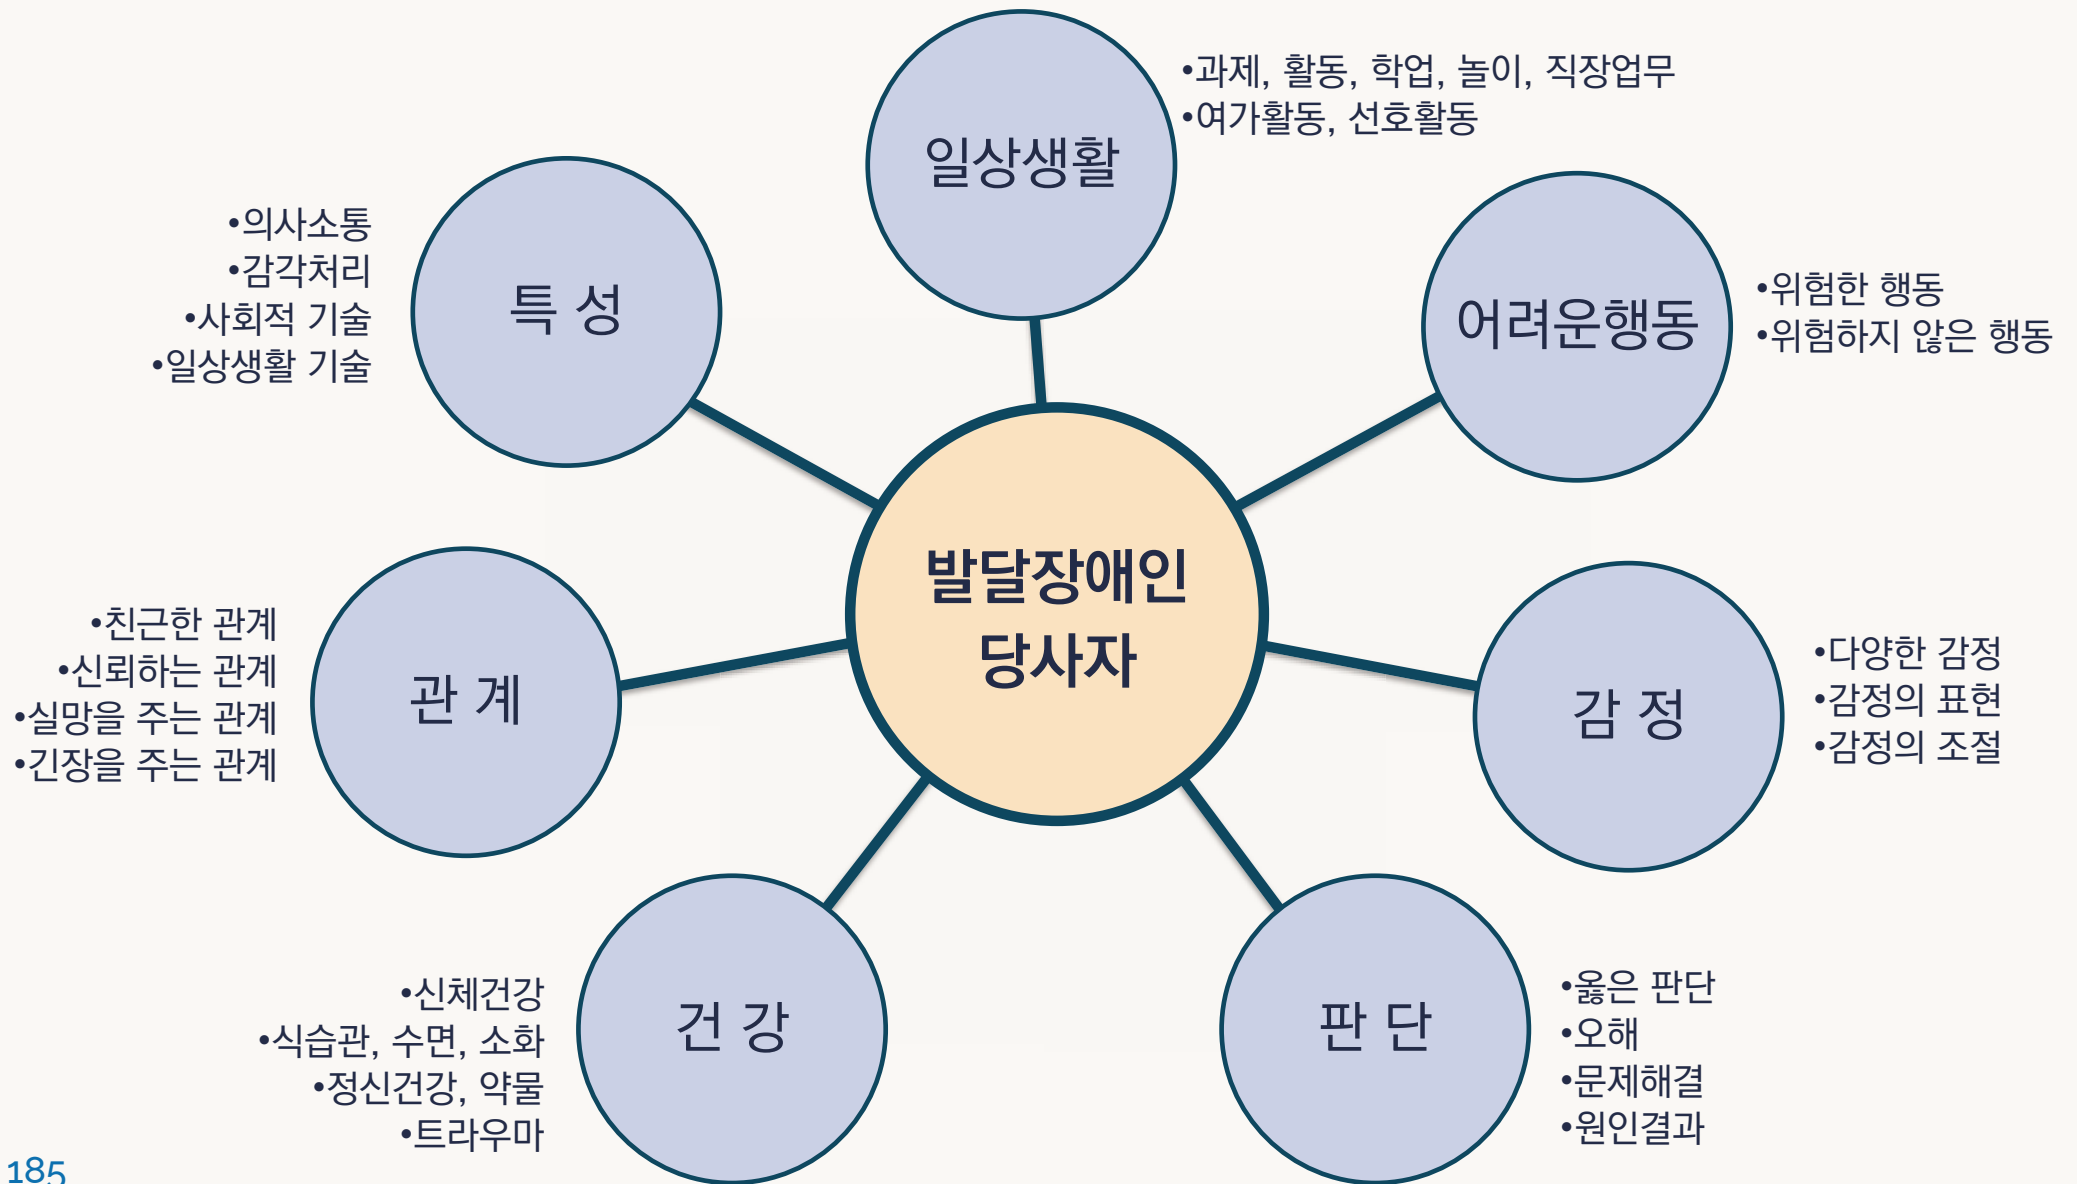 일상생활
•과제, 활동, 학업, 놀이, 직장업무
•여가활동, 선호활동
어려운행동
•위험한 행동
•위험하지 않은 행동
감 정
•다양한 감정
•감정의 표현
•감정의 조절
판 단
•옳은 판단
•오해
•문제해결
•원인결과
건 강
•신체건강
•식습관, 수면, 소화
•정신건강, 약물
•트라우마
관 계
•친근한 관계
•신뢰하는 관계
•실망을 주는 관계
•긴장을 주는 관계
특 성
•의사소통
•감각처리
•사회적 기술
•일상생활 기술
발달장애인
당사자
185